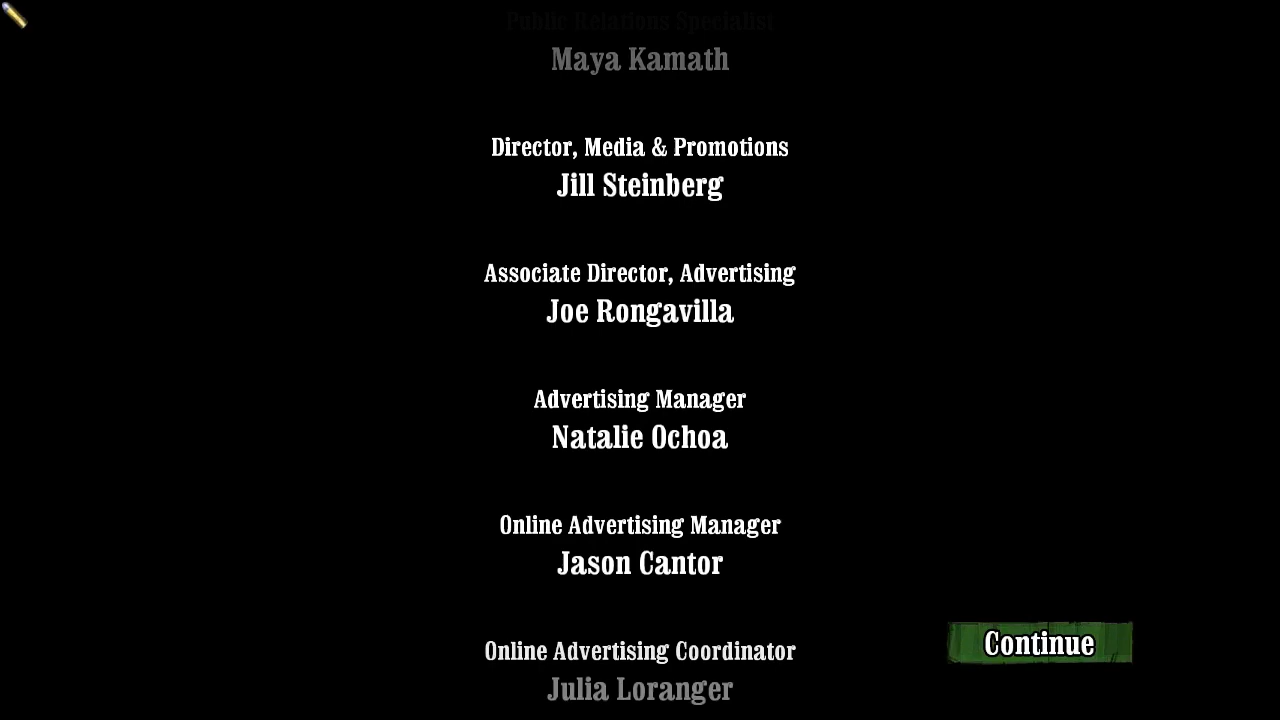 Public Relations Specialist
Maya Kamath
Director, Media & Promotions
Jill Steinberg
Associate Director, Advertising
Joe Rongavilla
Advertising Manager
Natalie Ochoa
Online Advertising Manager
Jason Cantor
Continue
Online Advertising Coordinator
Julia Loranger